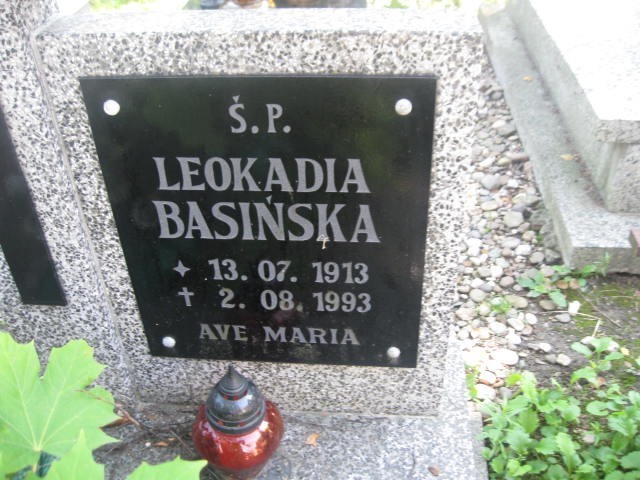 Ś.P.
LEOKADIA
BASIŃSKA
✦ 13.07.1913
✝ 2.08.1993
AVE MARIA